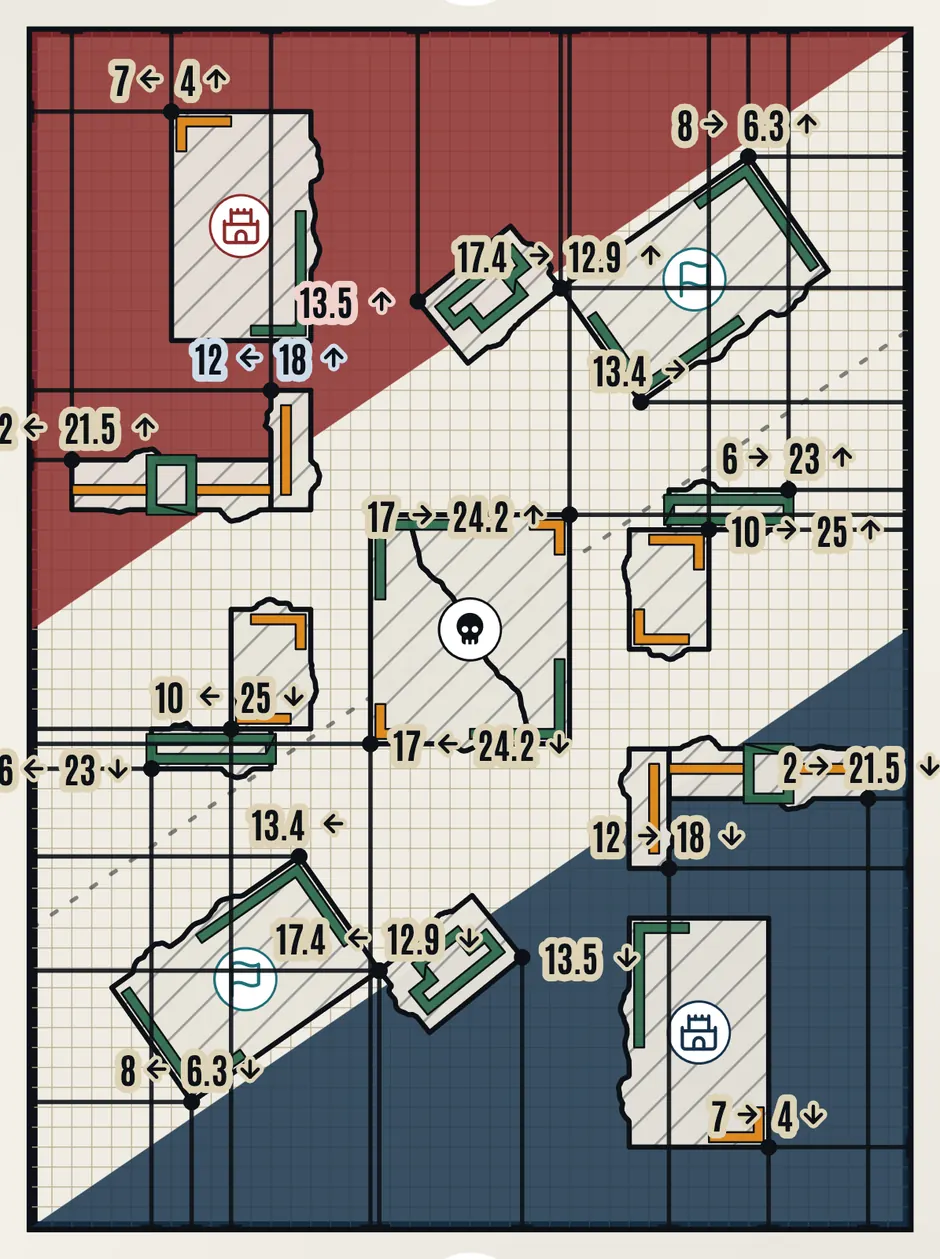 7 ← 4 ↑
8 → 6.3 ↑
17.4 → 12.9 ↑
13.5 ↑
12 ← 18 ↑
13.4 →
2 ← 21.5 ↑
6 → 23 ↑
17 → 24.2 ↑
10 → 25 ↑
10 ← 25 ↓
17 ← 24.2 ↓
6 ← 23 ↓
2 → 21.5 ↓
13.4 ←
12 → 18 ↓
17.4 ← 12.9 ↓
13.5 ↓
8 ← 6.3 ↓
7 → 4 ↓